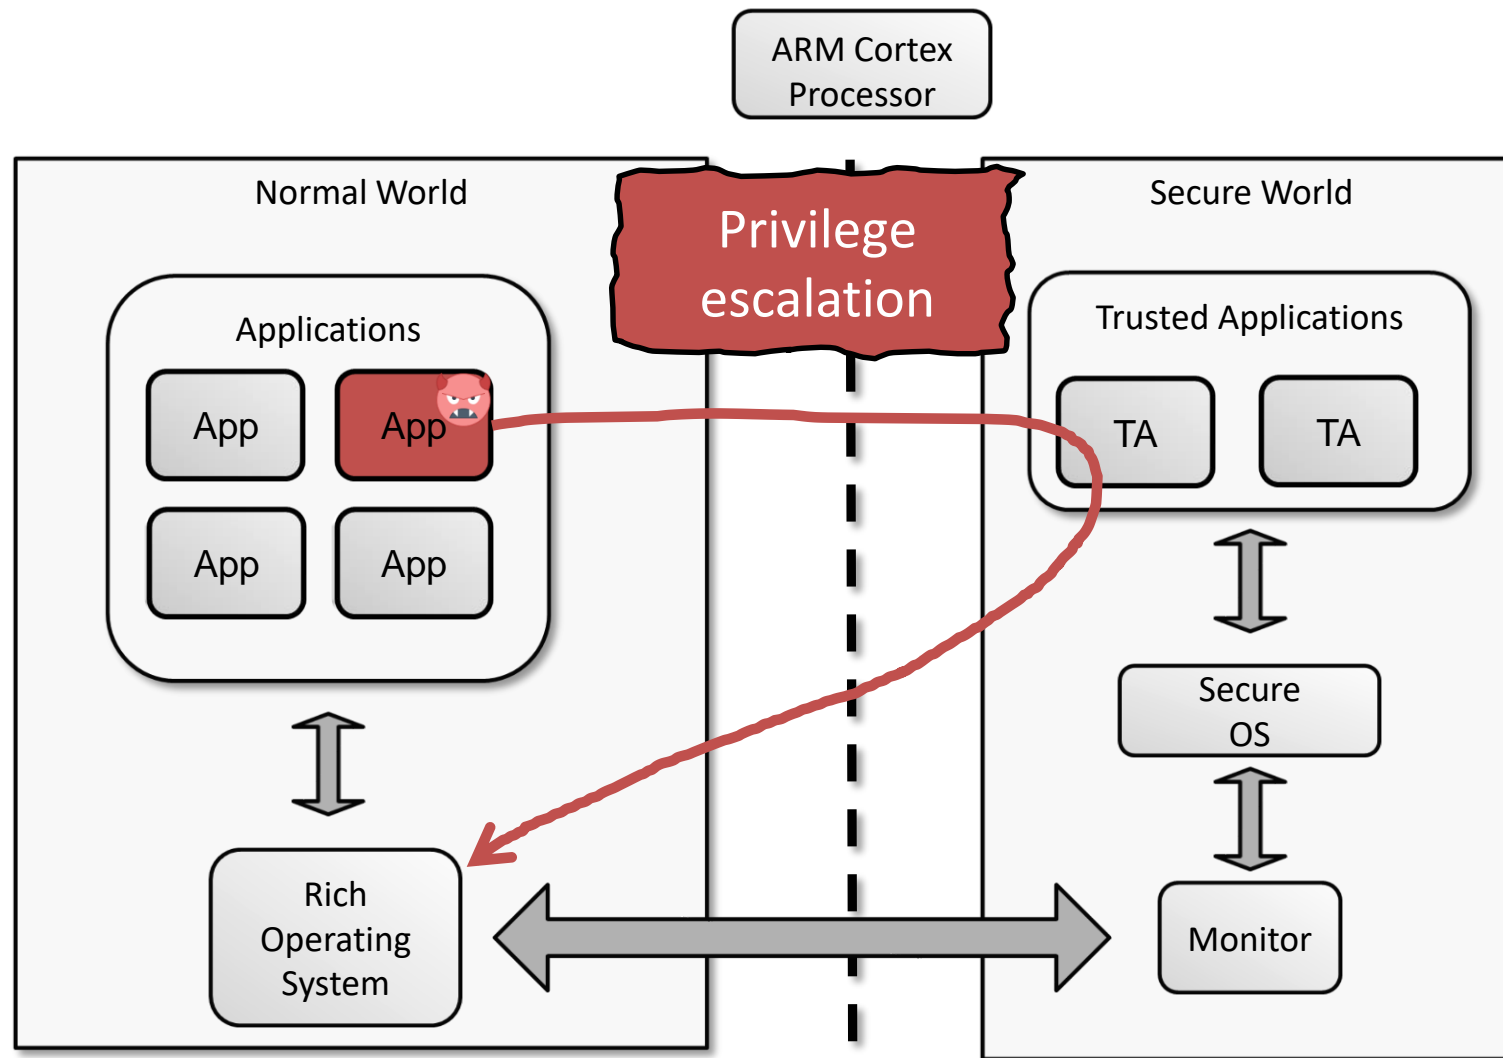 ARM Cortex
Processor
Normal World
Privilege
escalation
Secure World
Applications
App
App
App
App
Trusted Applications
TA
TA
Secure
OS
Rich
Operating
System
Monitor